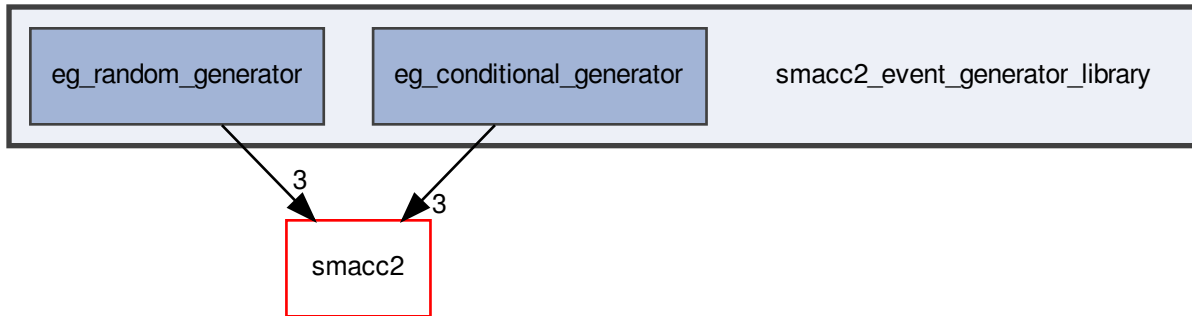 eg_random_generator
eg_conditional_generator
smacc2_event_generator_library
3
3
smacc2